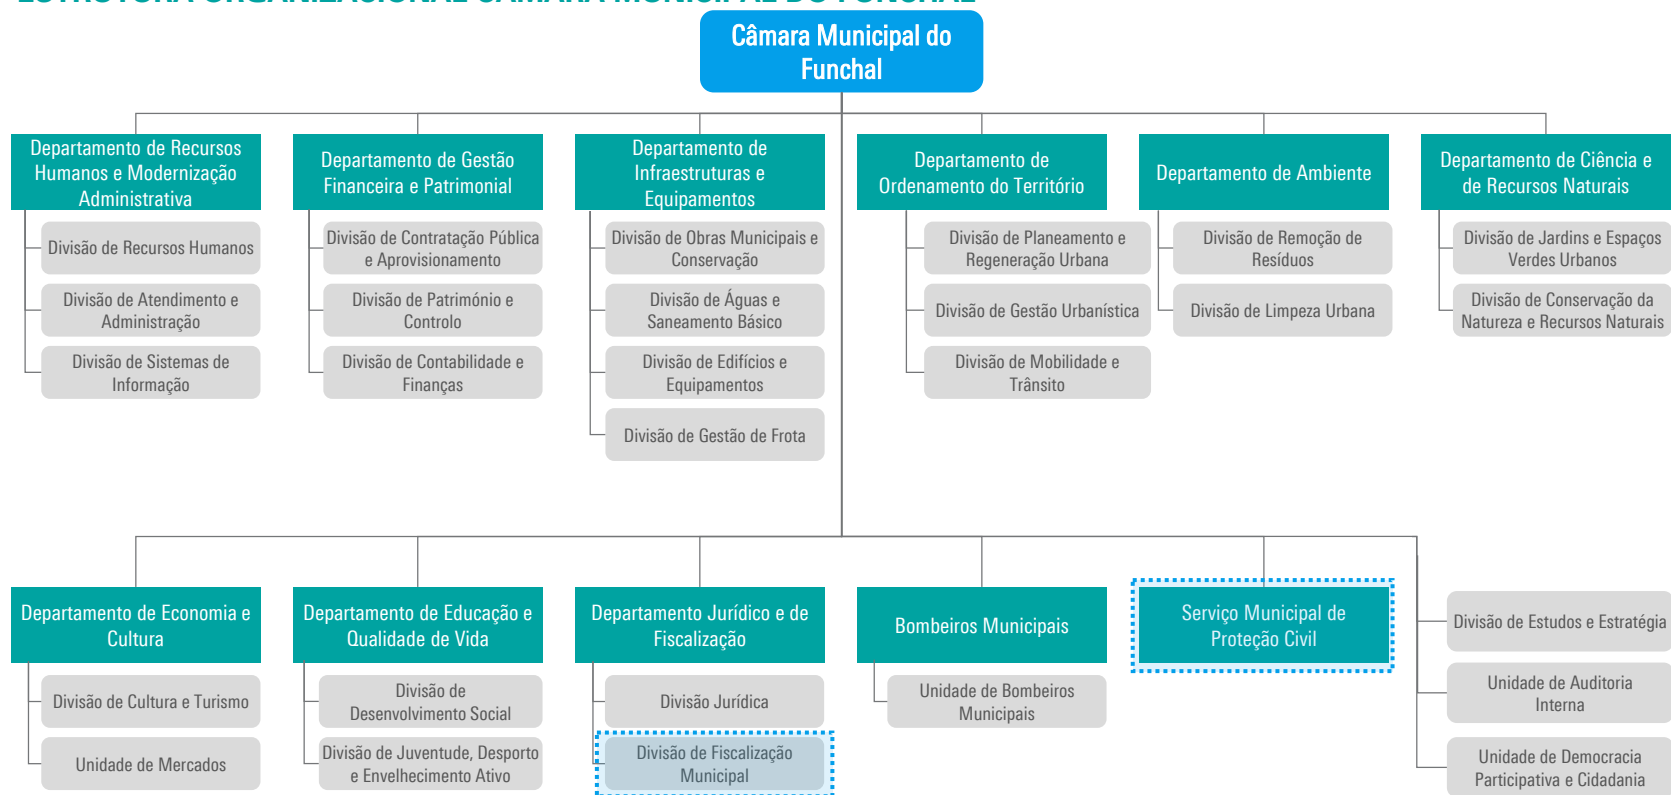 ESTRUTURA ORGANIZACIONAL CÂMARA MUNICIPAL DO FUNCHAL
Câmara Municipal do
Funchal
Departamento de Recursos
Humanos e Modernização
Administrativa
Divisão de Recursos Humanos
Divisão de Atendimento e
Administração
Divisão de Sistemas de
Informação
Departamento de Gestão
Financeira e Patrimonial
Divisão de Contratação Pública
e Aprovisionamento
Divisão de Património e
Controlo
Divisão de Contabilidade e
Finanças
Departamento de
Infraestruturas e
Equipamentos
Divisão de Obras Municipais e
Conservação
Divisão de Águas e
Saneamento Básico
Divisão de Edifícios e
Equipamentos
Divisão de Gestão de Frota
Departamento de
Ordenamento do Território
Divisão de Planeamento e
Regeneração Urbana
Divisão de Gestão Urbanística
Divisão de Mobilidade e
Trânsito
Departamento de Ambiente
Divisão de Remoção de
Resíduos
Divisão de Limpeza Urbana
Departamento de Ciência e
de Recursos Naturais
Divisão de Jardins e Espaços
Verdes Urbanos
Divisão de Conservação da
Natureza e Recursos Naturais
Departamento de Economia e
Cultura
Divisão de Cultura e Turismo
Unidade de Mercados
Departamento de Educação e
Qualidade de Vida
Divisão de
Desenvolvimento Social
Divisão de Juventude, Desporto
e Envelhecimento Ativo
Departamento Jurídico e de
Fiscalização
Divisão Jurídica
Divisão de Fiscalização
Municipal
Bombeiros Municipais
Unidade de Bombeiros
Municipais
Serviço Municipal de
Proteção Civil
Divisão de Estudos e Estratégia
Unidade de Auditoria
Interna
Unidade de Democracia
Participativa e Cidadania